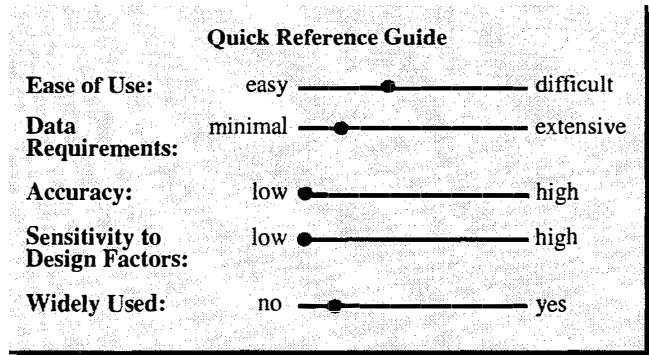 Quick Reference Guide
Ease of Use: easy difficult
Data
Requirements: minimal extensive
Accuracy: low high
Sensitivity to
Design Factors: low high
Widely Used: no yes